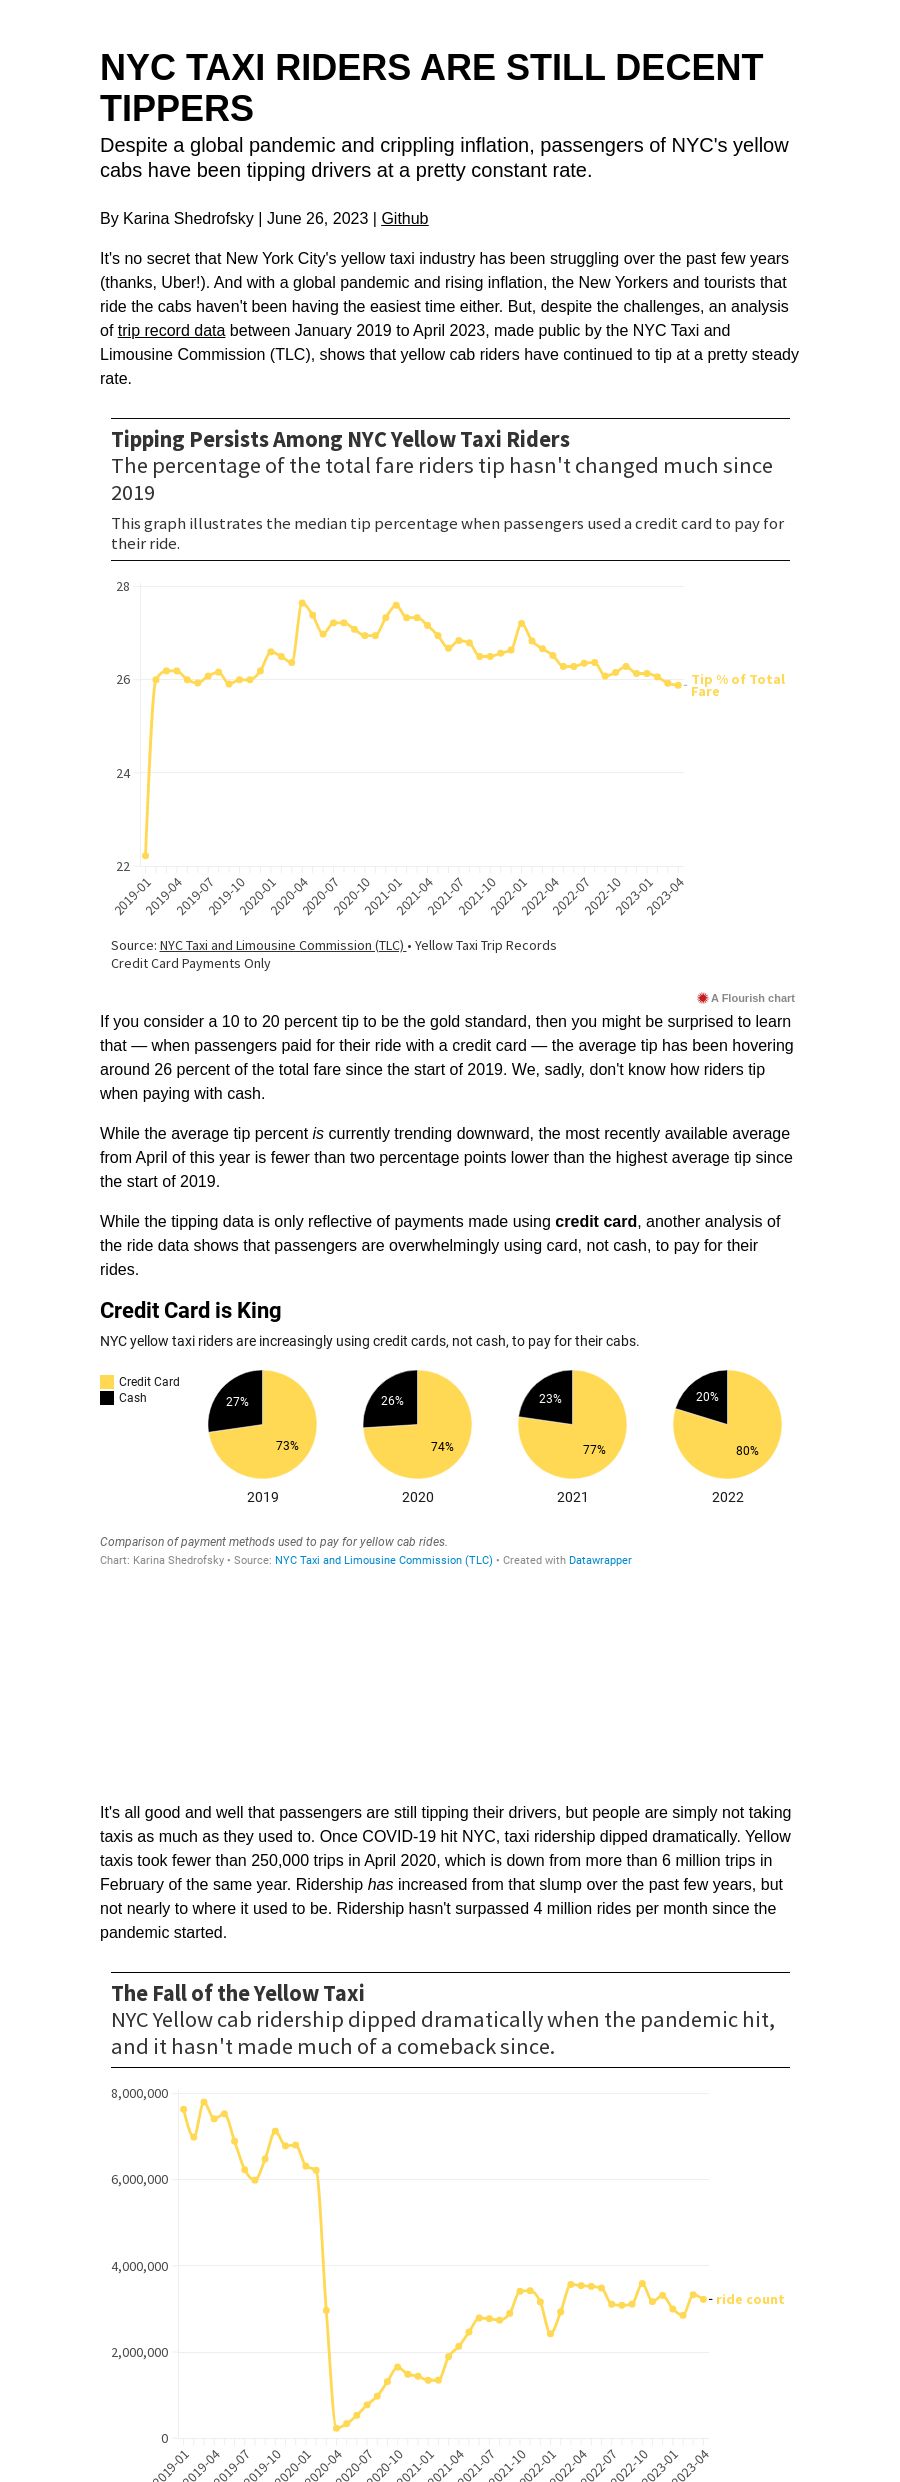 NYC TAXI RIDERS ARE STILL DECENT
TIPPERS
Despite a global pandemic and crippling inflation, passengers of NYC's yellow
cabs have been tipping drivers at a pretty constant rate.
By Karina Shedrofsky | June 26, 2023 | Github
It's no secret that New York City's yellow taxi industry has been struggling over the past few years
(thanks, Uber!). And with a global pandemic and rising inflation, the New Yorkers and tourists that
ride the cabs haven't been having the easiest time either. But, despite the challenges, an analysis
of trip record data between January 2019 to April 2023, made public by the NYC Taxi and
Limousine Commission (TLC), shows that yellow cab riders have continued to tip at a pretty steady
rate.
Tipping Persists Among NYC Yellow Taxi Riders
The percentage of the total fare riders tip hasn't changed much since
2019
This graph illustrates the median tip percentage when passengers used a credit card to pay for
their ride.
28
26
24
22
Tip % of Total
Fare
2019-01 2019-04 2019-07 2019-10 2020-01 2020-04 2020-07 2020-10 2021-01 2021-04 2021-07 2021-10 2022-01 2022-04 2022-07 2022-10 2023-01 2023-04
Source: NYC Taxi and Limousine Commission (TLC) • Yellow Taxi Trip Records
Credit Card Payments Only
A Flourish chart
If you consider a 10 to 20 percent tip to be the gold standard, then you might be surprised to learn
that — when passengers paid for their ride with a credit card — the average tip has been hovering
around 26 percent of the total fare since the start of 2019. We, sadly, don't know how riders tip
when paying with cash.
While the average tip percent is currently trending downward, the most recently available average
from April of this year is fewer than two percentage points lower than the highest average tip since
the start of 2019.
While the tipping data is only reflective of payments made using credit card, another analysis of
the ride data shows that passengers are overwhelmingly using card, not cash, to pay for their
rides.
Credit Card is King
NYC yellow taxi riders are increasingly using credit cards, not cash, to pay for their cabs.
Credit Card
Cash
27% 73% 2019
26% 74% 2020
23% 77% 2021
20% 80% 2022
Comparison of payment methods used to pay for yellow cab rides.
Chart: Karina Shedrofsky • Source: NYC Taxi and Limousine Commission (TLC) • Created with Datawrapper
It's all good and well that passengers are still tipping their drivers, but people are simply not taking
taxis as much as they used to. Once COVID-19 hit NYC, taxi ridership dipped dramatically. Yellow
taxis took fewer than 250,000 trips in April 2020, which is down from more than 6 million trips in
February of the same year. Ridership has increased from that slump over the past few years, but
not nearly to where it used to be. Ridership hasn't surpassed 4 million rides per month since the
pandemic started.
The Fall of the Yellow Taxi
NYC Yellow cab ridership dipped dramatically when the pandemic hit,
and it hasn't made much of a comeback since.
8,000,000
6,000,000
4,000,000
2,000,000
0
ride count
2019-01 2019-04 2019-07 2019-10 2020-01 2020-04 2020-07 2020-10 2021-01 2021-04 2021-07 2021-10 2022-01 2022-04 2022-07 2022-10 2023-01 2023-04